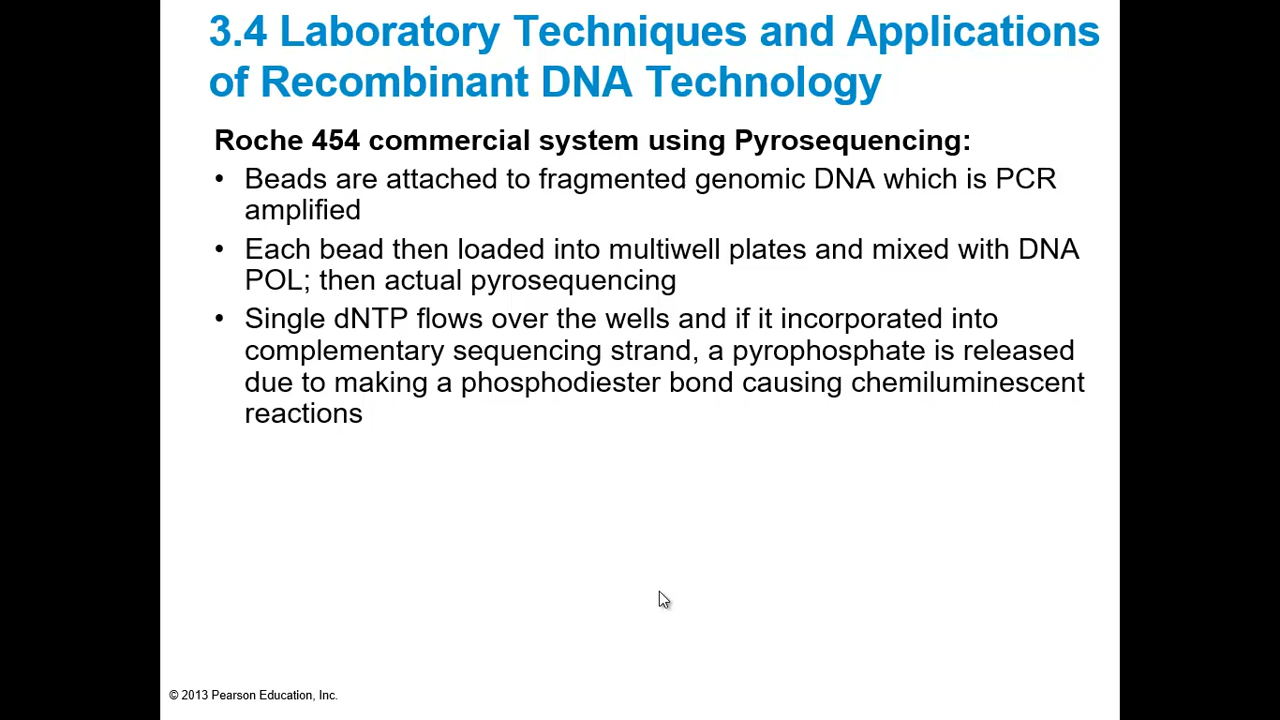 3.4 Laboratory Techniques and Applications
of Recombinant DNA Technology
Roche 454 commercial system using Pyrosequencing:
• Beads are attached to fragmented genomic DNA which is PCR
amplified
• Each bead then loaded into multiwell plates and mixed with DNA
POL; then actual pyrosequencing
• Single dNTP flows over the wells and if it incorporated into
complementary sequencing strand, a pyrophosphate is released
due to making a phosphodiester bond causing chemiluminescent
reactions
© 2013 Pearson Education, Inc.